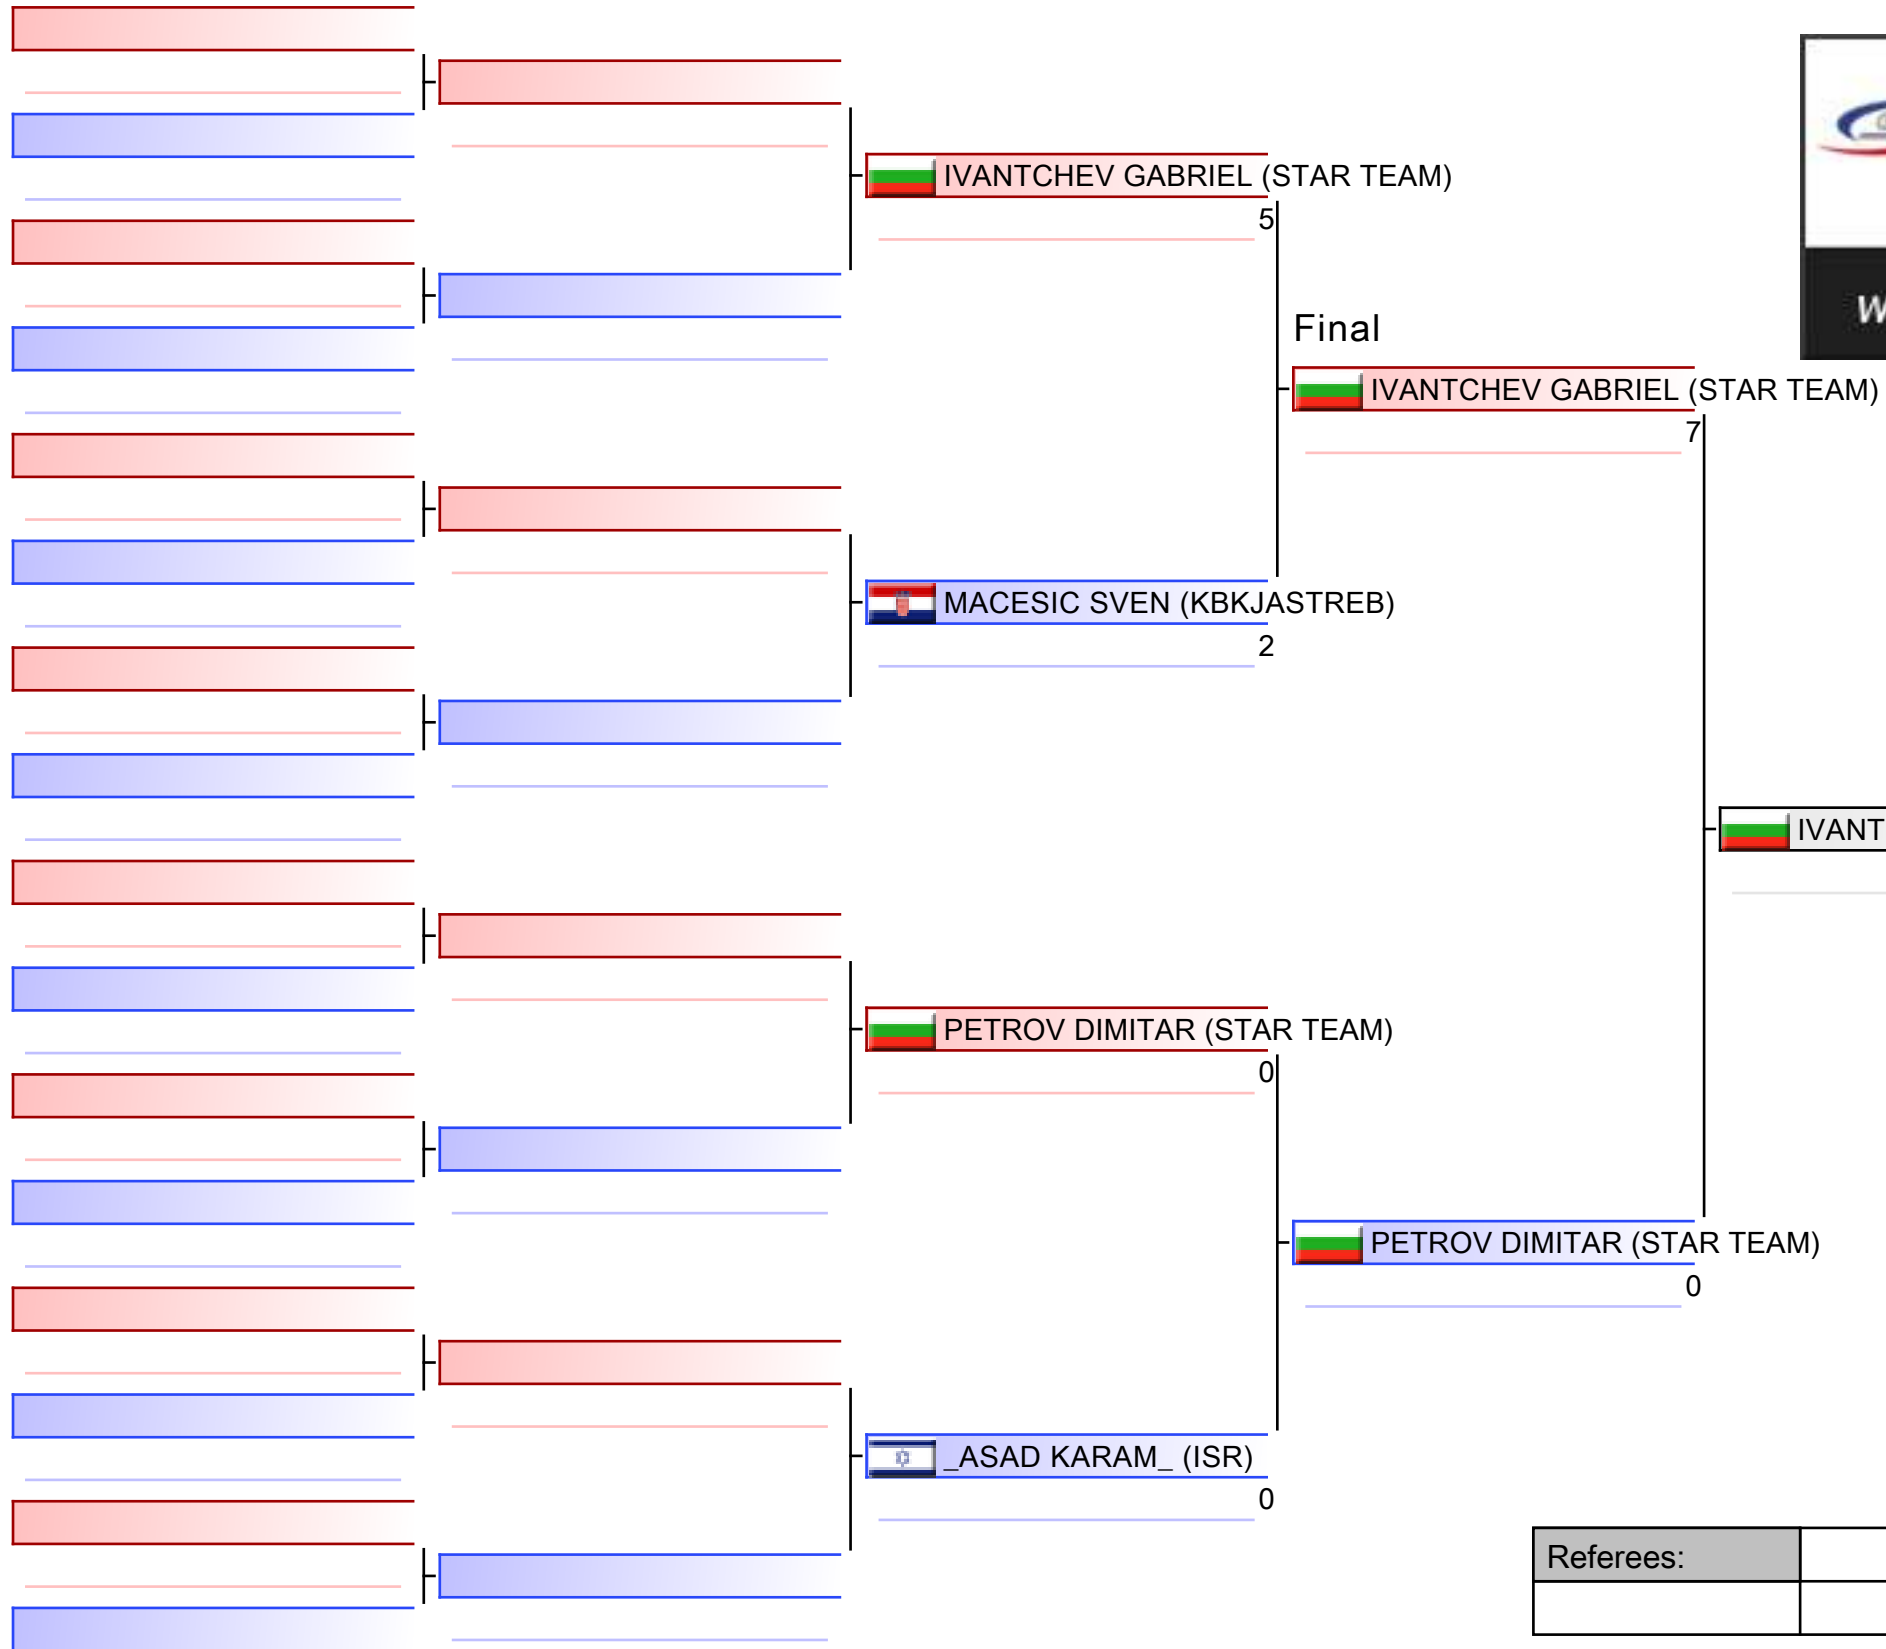 IVANTCHEV GABRIEL (STAR TEAM)
5
Final
IVANTCHEV GABRIEL (STAR TEAM)
7
MACESIC SVEN (KBKJASTREB)
2
IVANT
PETROV DIMITAR (STAR TEAM)
0
PETROV DIMITAR (STAR TEAM)
0
_ASAD KARAM_ (ISR)
0
Referees: